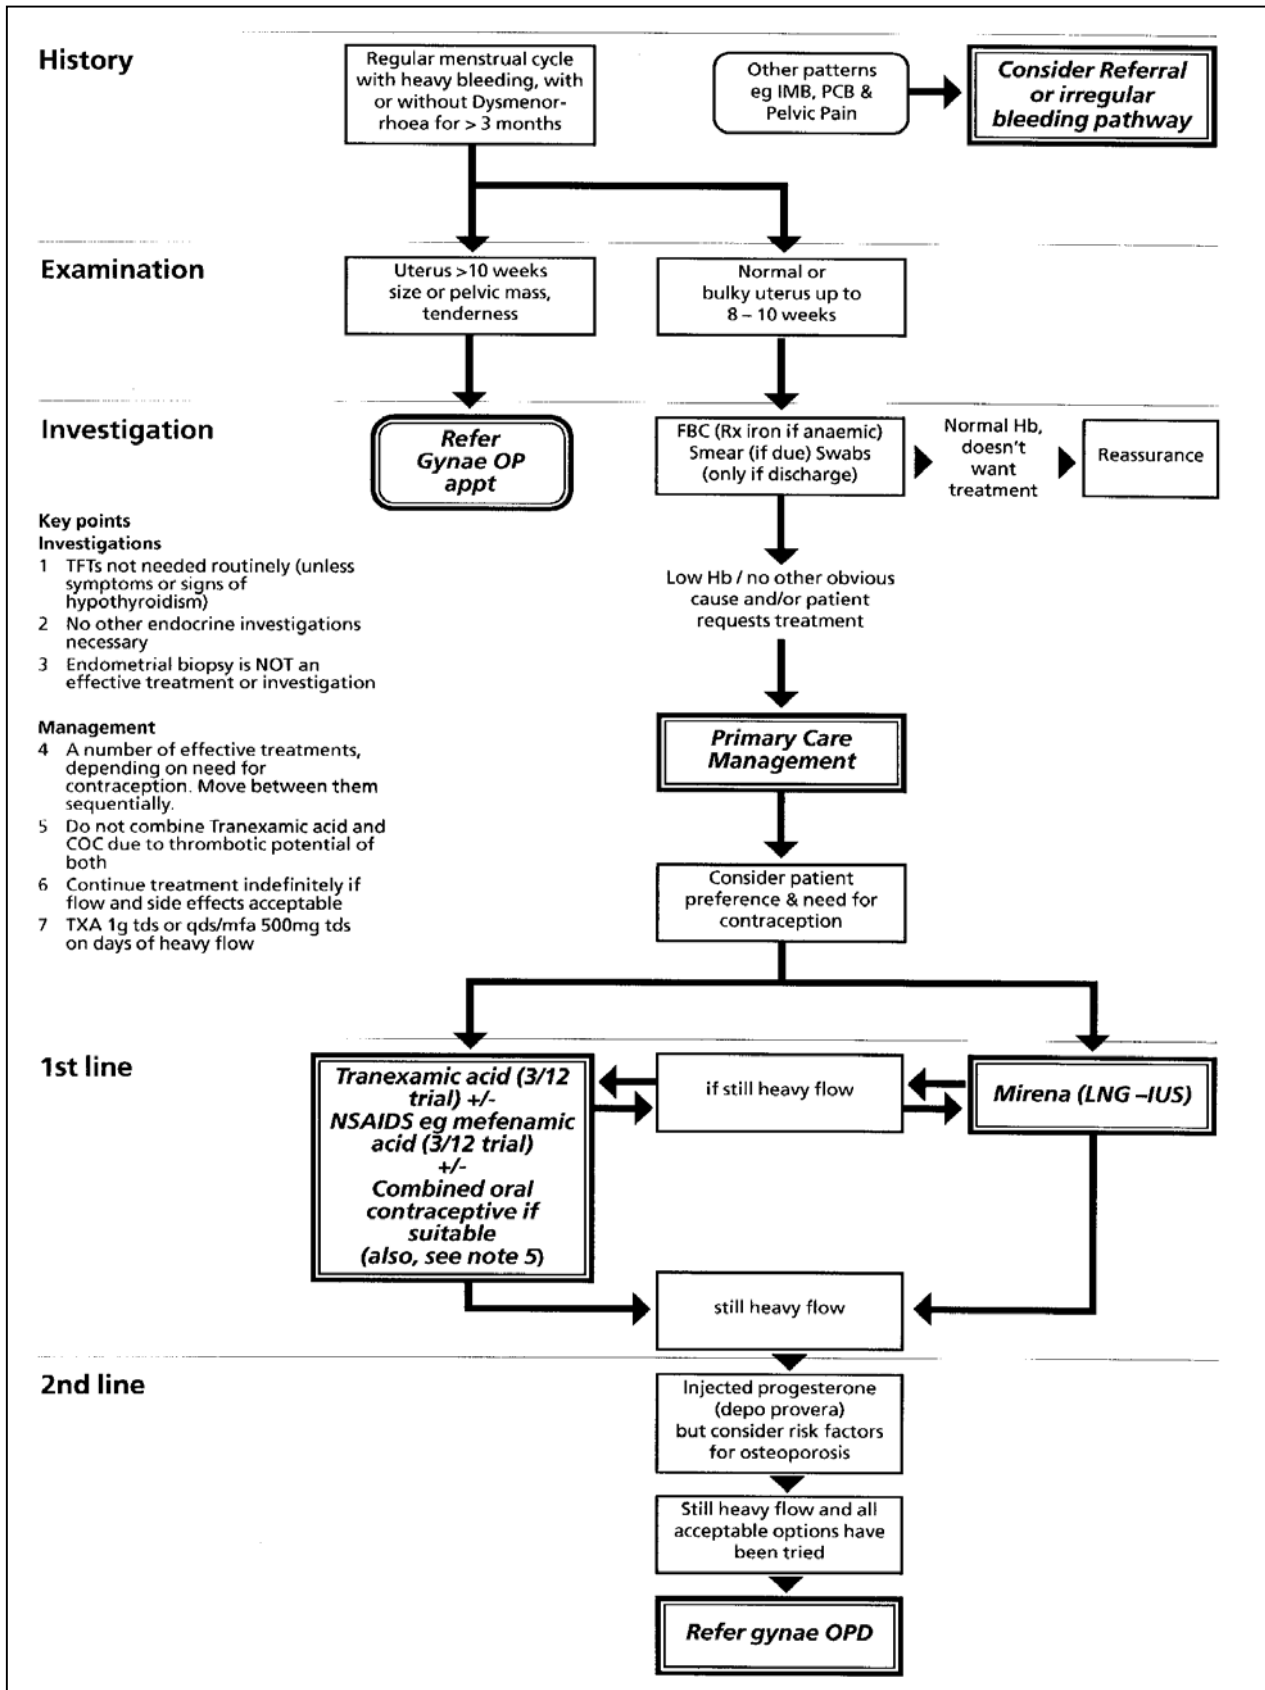 History
Regular menstrual cycle
with heavy bleeding, with
or without Dysmenor-
rhoea for > 3 months
Other patterns
eg IMB, PCB &
Pelvic Pain
Consider Referral
or irregular
bleeding pathway
Examination
Uterus >10 weeks
size or pelvic mass,
tenderness
Normal or
bulky uterus up to
8 – 10 weeks
Investigation
Refer
Gynae OP
appt
FBC (Rx iron if anaemic)
Smear (if due) Swabs
(only if discharge)
Normal Hb,
doesn't
want
treatment
Reassurance
Key points
Investigations
1 TFTs not needed routinely (unless
symptoms or signs of
hypothyroidism)
2 No other endocrine investigations
necessary
3 Endometrial biopsy is NOT an
effective treatment or investigation
Management
4 A number of effective treatments,
depending on need for
contraception. Move between them
sequentially.
5 Do not combine Tranexamic acid and
COC due to thrombotic potential of
both
6 Continue treatment indefinitely if
flow and side effects acceptable
7 TXA 1g tds or qds/mfa 500mg tds
on days of heavy flow
Low Hb / no other obvious
cause and/or patient
requests treatment
Primary Care
Management
Consider patient
preference & need for
contraception
1st line
Tranexamic acid (3/12
trial) +/-
NSAIDS eg mefenamic
acid (3/12 trial)
+/-
Combined oral
contraceptive if
suitable
(also, see note 5)
if still heavy flow
Mirena (LNG –IUS)
still heavy flow
2nd line
Injected progesterone
(depo provera)
but consider risk factors
for osteoporosis
Still heavy flow and all
acceptable options have
been tried
Refer gynae OPD